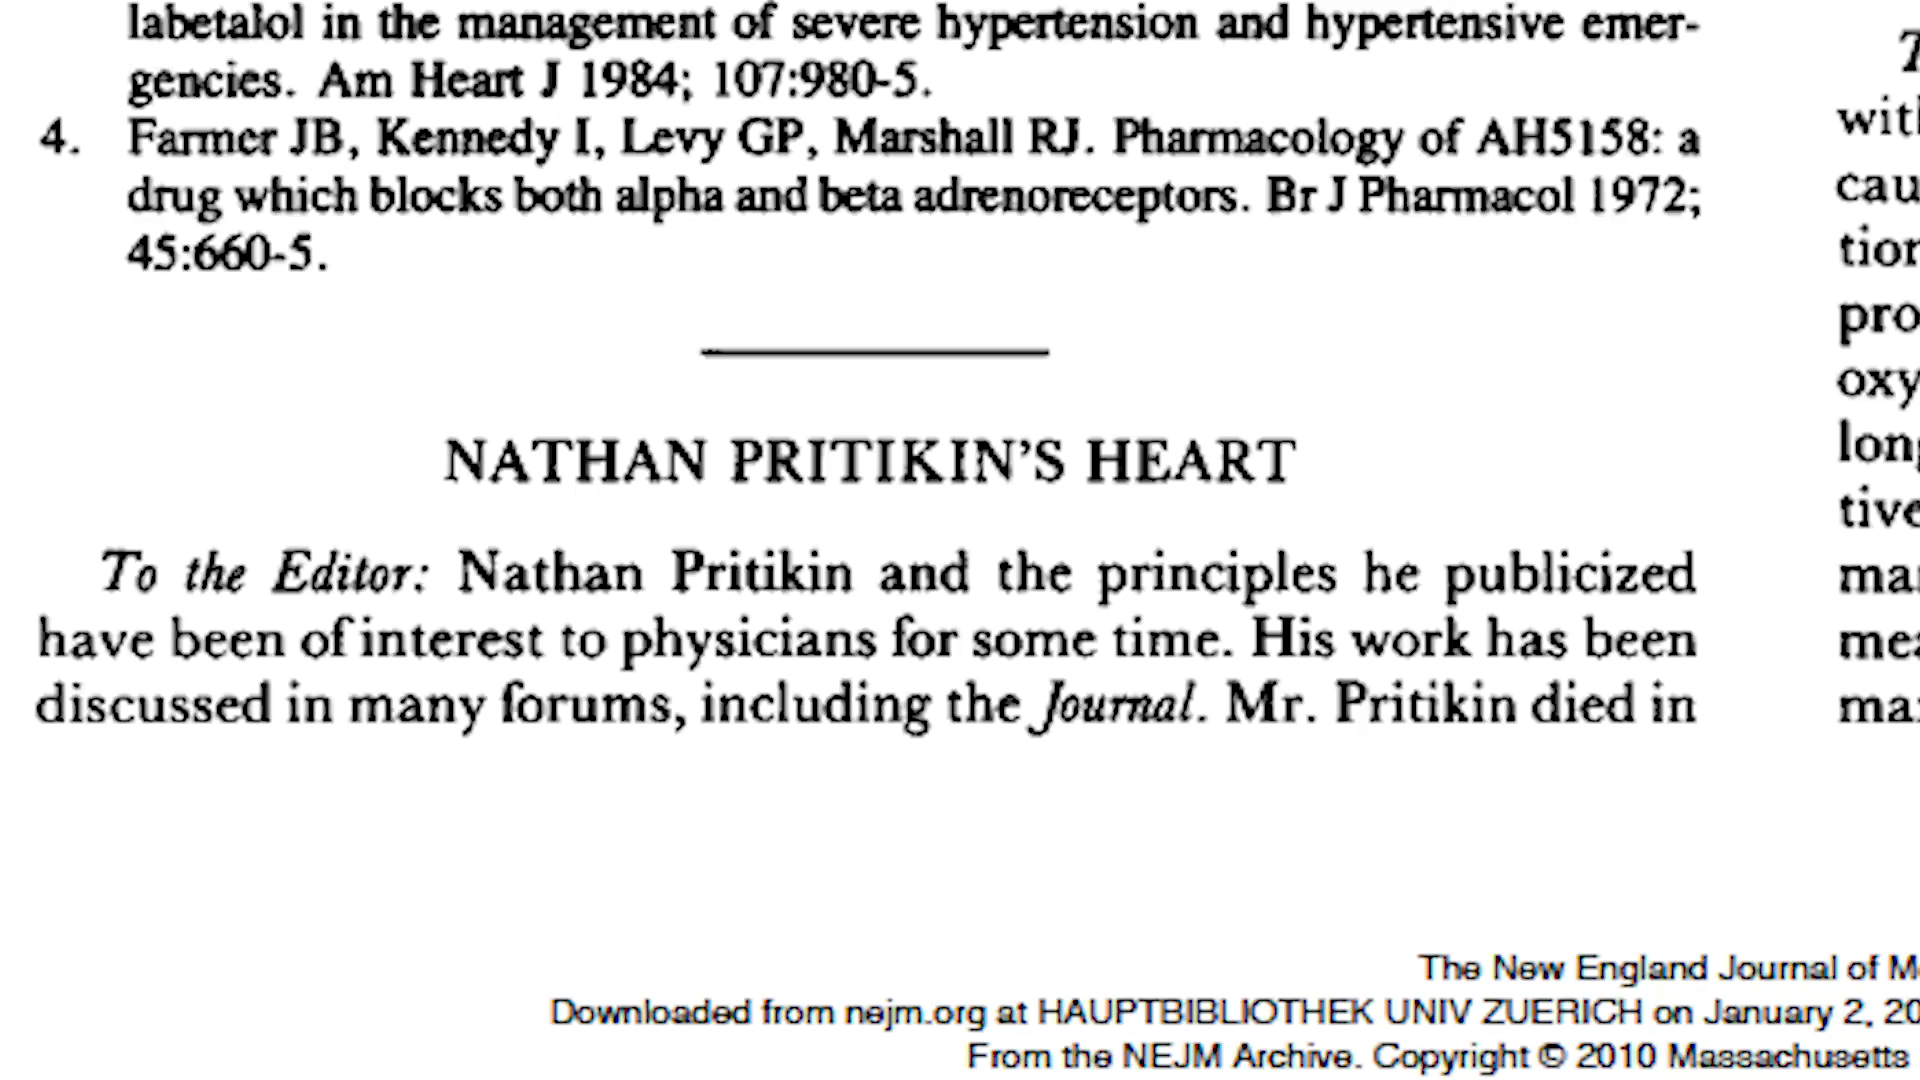 labetalol in the management of severe hypertension and hypertensive emer-
gencies. Am Heart J 1984; 107:980-5.
4. Farmer JB, Kennedy I, Levy GP, Marshall RJ. Pharmacology of AH5158: a
drug which blocks both alpha and beta adrenoreceptors. Br J Pharmacol 1972;
45:660-5.
NATHAN PRITIKIN'S HEART
To the Editor: Nathan Pritikin and the principles he publicized
have been of interest to physicians for some time. His work has been
discussed in many forums, including the Journal. Mr. Pritikin died in
The New England Journal of
Downloaded from nejm.org at HAUPTBIBLIOTHEK UNIV ZUERICH on January 2,
From the NEJM Archive. Copyright © 2010 Massachusetts